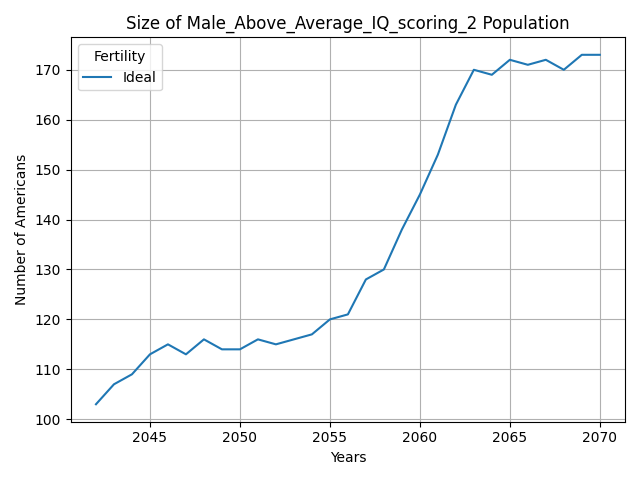 Size of Male_Above_Average_IQ_scoring_2 Population
Fertility
Ideal
Number of Americans
170
160
150
140
130
120
110
100
2045 2050 2055 2060 2065 2070
Years